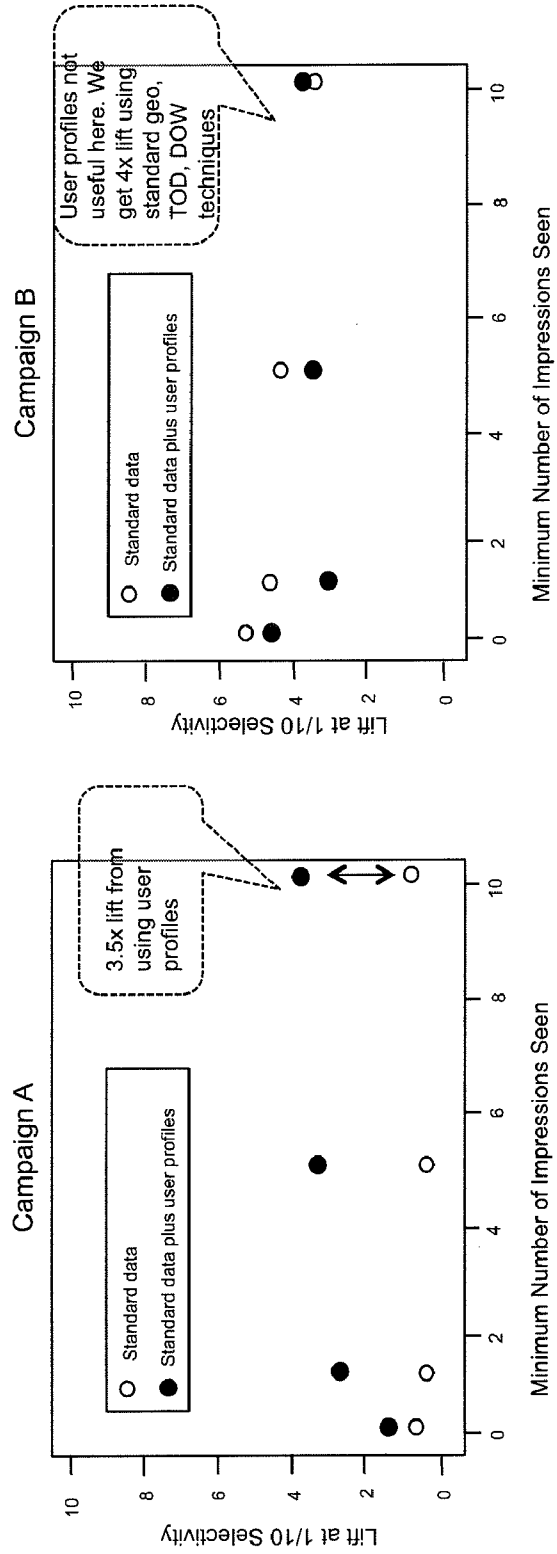 Campaign A
3.5x lift from
using user
profiles
Standard data
Standard data plus user profiles
Lift at 1/10 Selectivity
10
8
6
4
2
0
0
2
4
6
8
10
Minimum Number of Impressions Seen
Campaign B
User profiles not
useful here. We
get 4x lift using
standard geo,
TOD, DOW
techniques
Standard data
Standard data plus user profiles
Lift at 1/10 Selectivity
10
8
6
4
2
0
0
2
4
6
8
10
Minimum Number of Impressions Seen